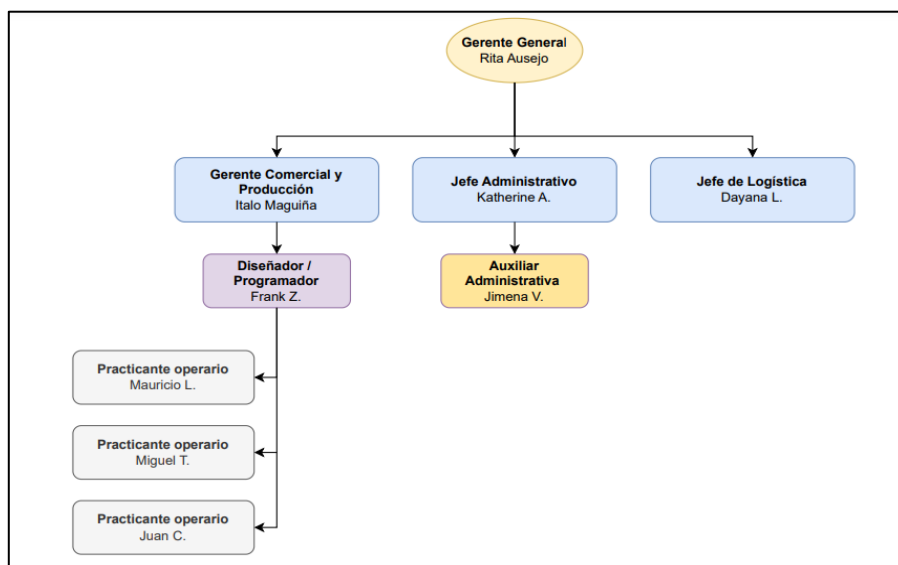 Gerente General
Rita Ausejo
Gerente Comercial y
Producción
Italo Maguiña
Jefe Administrativo
Katherine A.
Jefe de Logística
Dayana L.
Diseñador /
Programador
Frank Z.
Auxiliar
Administrativa
Jimena V.
Practicante operario
Mauricio L.
Practicante operario
Miguel T.
Practicante operario
Juan C.